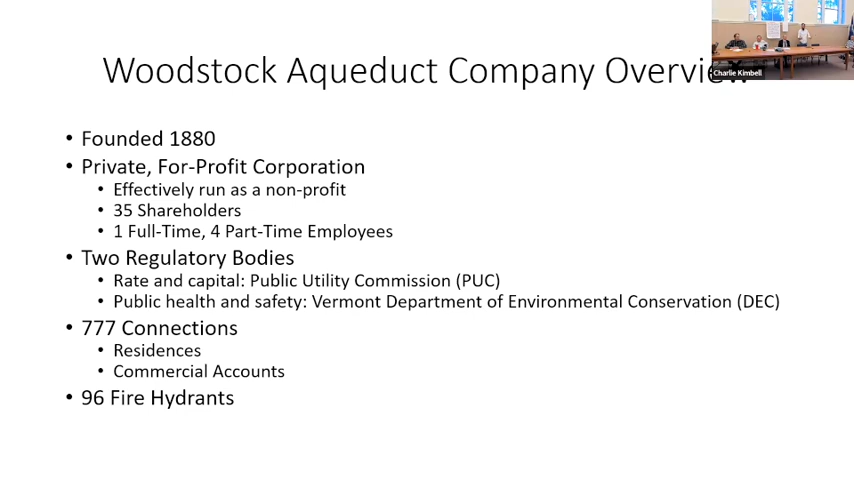 Charlie Kimbell
Woodstock Aqueduct Company Overview
• Founded 1880
• Private, For-Profit Corporation
• Effectively run as a non-profit
• 35 Shareholders
• 1 Full-Time, 4 Part-Time Employees
• Two Regulatory Bodies
• Rate and capital: Public Utility Commission (PUC)
• Public health and safety: Vermont Department of Environmental Conservation (DEC)
• 777 Connections
• Residences
• Commercial Accounts
• 96 Fire Hydrants